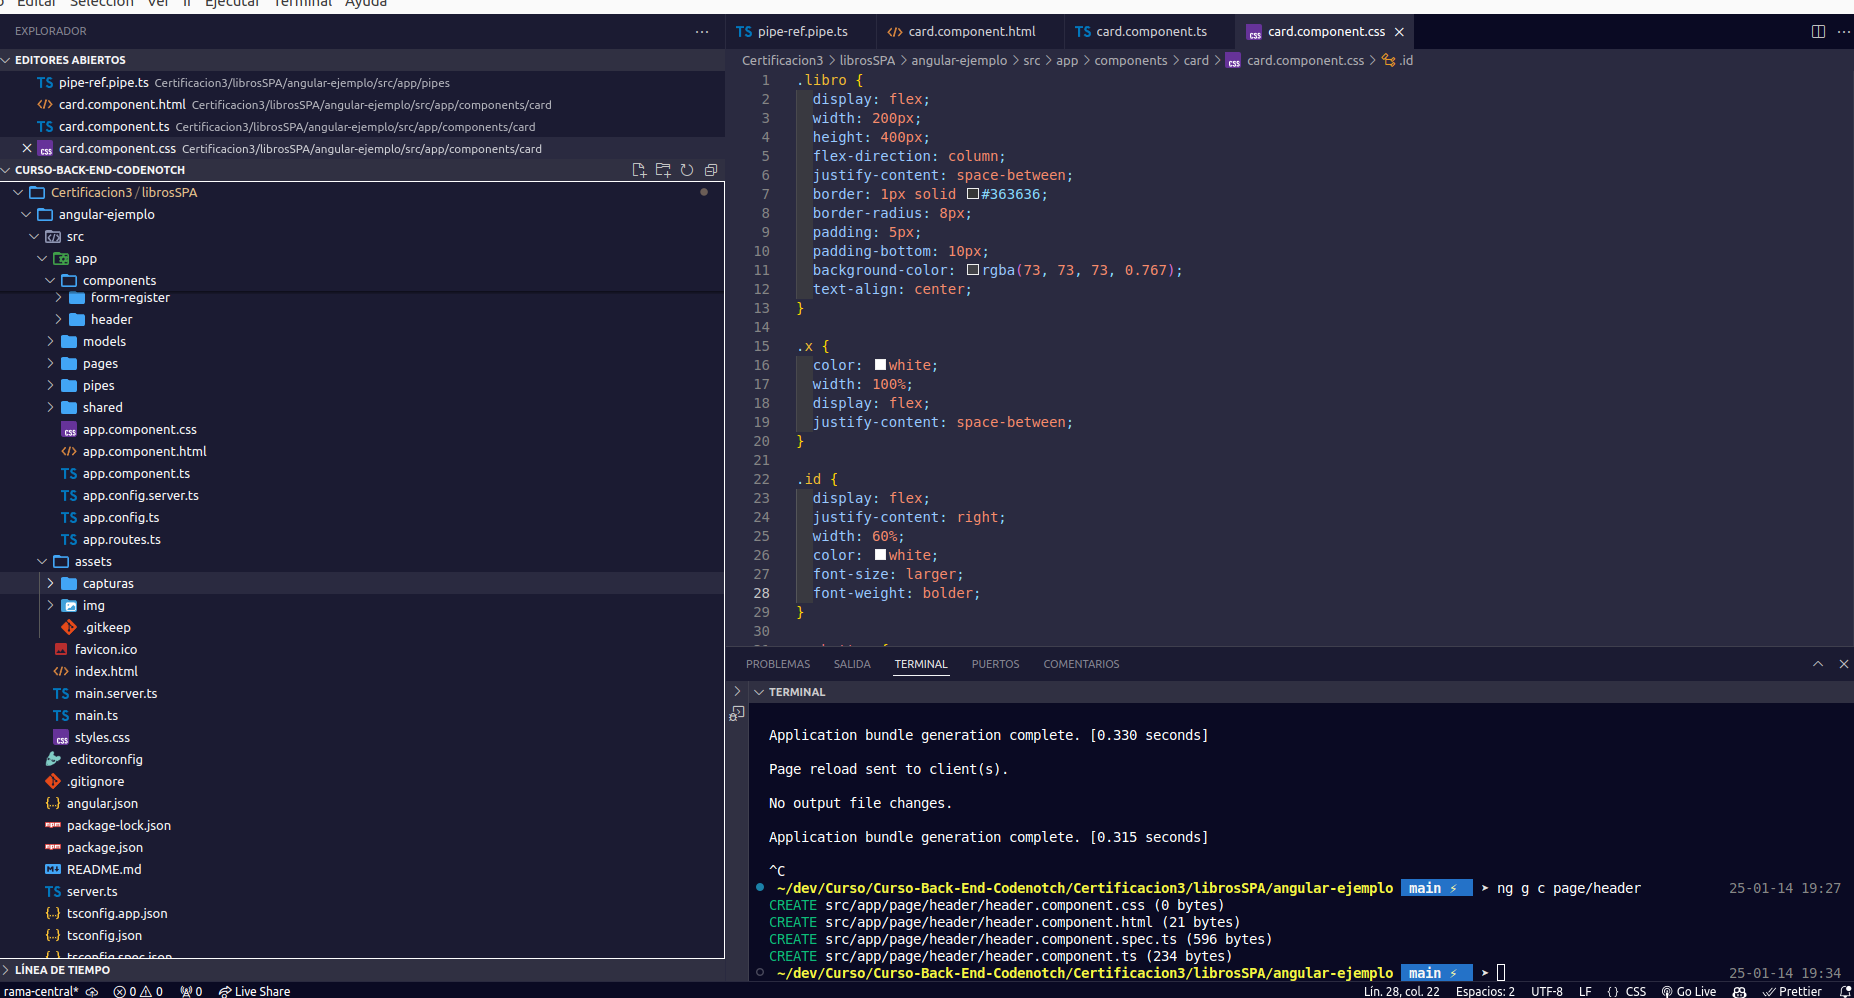 Editar Selección Ver Ir Ejecutar Terminal Ayuda
EXPLORADOR
EDITORES ABIERTOS
TS pipe-ref.pipe.ts Certificacion3/librosSPA/angular-ejemplo/src/app/pipes
card.component.html Certificacion3/librosSPA/angular-ejemplo/src/app/components/card
TS card.component.ts Certificacion3/librosSPA/angular-ejemplo/src/app/components/card
card.component.css Certificacion3/librosSPA/angular-ejemplo/src/app/components/card
CURSO-BACK-END-CODENOTCH
Certificacion3 / librosSPA
angular-ejemplo
src
app
components
form-register
header
models
pages
pipes
shared
app.component.css
app.component.html
TS app.component.ts
TS app.config.server.ts
TS app.config.ts
TS app.routes.ts
assets
capturas
img
.gitkeep
favicon.ico
index.html
TS main.server.ts
TS main.ts
styles.css
.editorconfig
.gitignore
angular.json
package-lock.json
package.json
README.md
TS server.ts
tsconfig.app.json
tsconfig.json
tsconfig.spec.json
LÍNEA DE TIEMPO
TS pipe-ref.pipe.ts card.component.html TS card.component.ts card.component.css
Certificacion3 > librosSPA > angular-ejemplo > src > app > components > card > card.component.css > .id
1 .libro {
2 display: flex;
3 width: 200px;
4 height: 400px;
5 flex-direction: column;
6 justify-content: space-between;
7 border: 1px solid #363636;
8 border-radius: 8px;
9 padding: 5px;
10 padding-bottom: 10px;
11 background-color: rgba(73, 73, 73, 0.767);
12 text-align: center;
13 }
14
15 .x {
16 color: white;
17 width: 100%;
18 display: flex;
19 justify-content: space-between;
20 }
21
22 .id {
23 display: flex;
24 justify-content: right;
25 width: 60%;
26 color: white;
27 font-size: larger;
28 font-weight: bolder;
29 }
30
PROBLEMAS SALIDA TERMINAL PUERTOS COMENTARIOS
TERMINAL
Application bundle generation complete. [0.330 seconds]
Page reload sent to client(s).
No output file changes.
Application bundle generation complete. [0.315 seconds]
^C
~/dev/Curso/Curso-Back-End-Codenotch/Certificacion3/librosSPA/angular-ejemplo main ⚡ ➤ ng g c page/header 25-01-14 19:27
CREATE src/app/page/header/header.component.css (0 bytes)
CREATE src/app/page/header/header.component.html (21 bytes)
CREATE src/app/page/header/header.component.spec.ts (596 bytes)
CREATE src/app/page/header/header.component.ts (234 bytes)
~/dev/Curso/Curso-Back-End-Codenotch/Certificacion3/librosSPA/angular-ejemplo main ⚡ ➤ 25-01-14 19:34
rama-central* 0 0 0 Live Share Lín. 28, col. 22 Espacios: 2 UTF-8 LF {} CSS Go Live Prettier